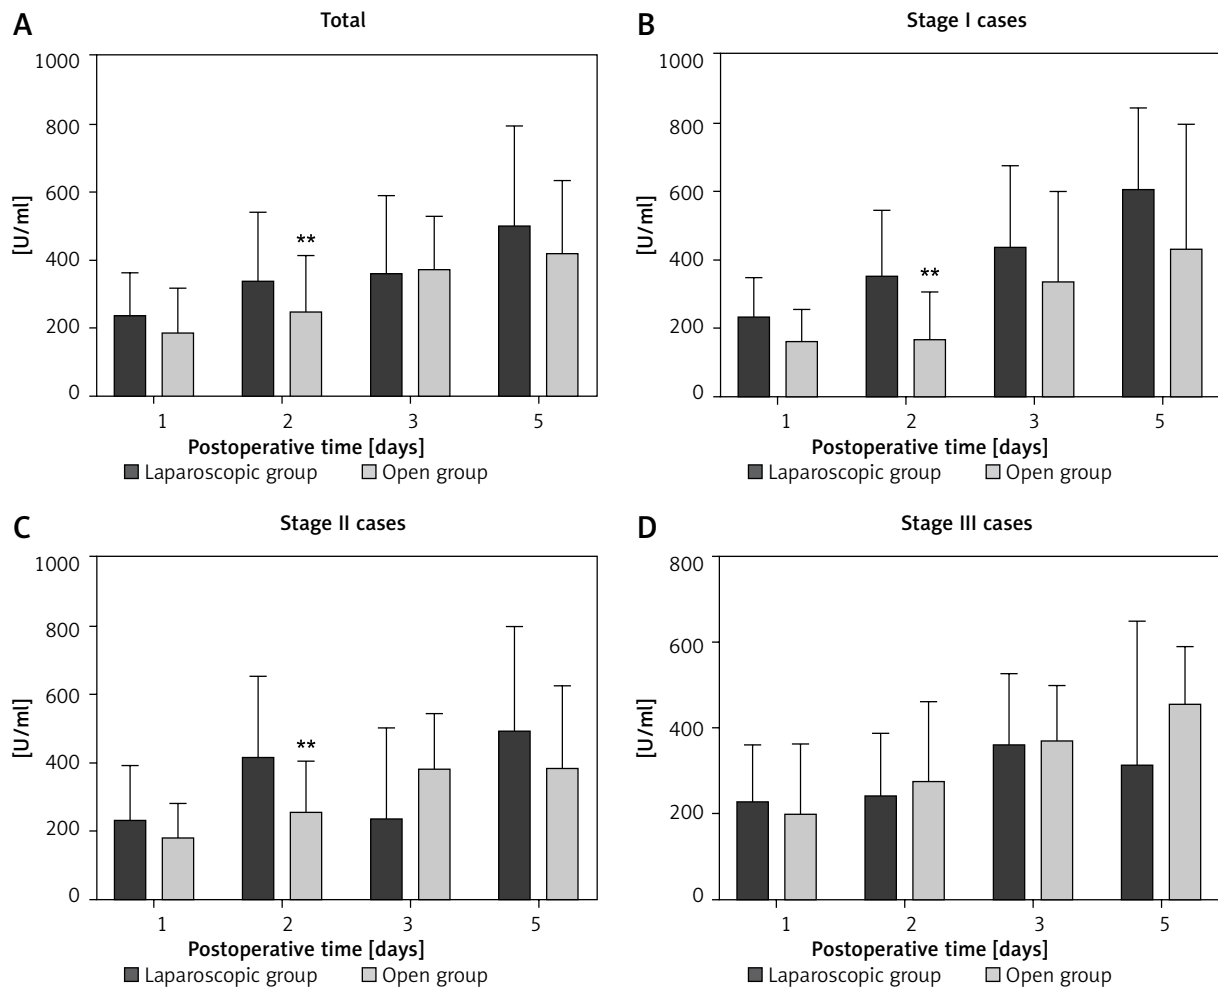 A
Total
[U/ml]
1000
800
600
400
200
0
**
1 2 3 5
Postoperative time [days]
Laparoscopic group Open group
B
Stage I cases
[U/ml]
1000
800
600
400
200
0
**
1 2 3 5
Postoperative time [days]
Laparoscopic group Open group
C
Stage II cases
[U/ml]
1000
800
600
400
200
0
**
1 2 3 5
Postoperative time [days]
Laparoscopic group Open group
D
Stage III cases
[U/ml]
800
600
400
200
0
1 2 3 5
Postoperative time [days]
Laparoscopic group Open group